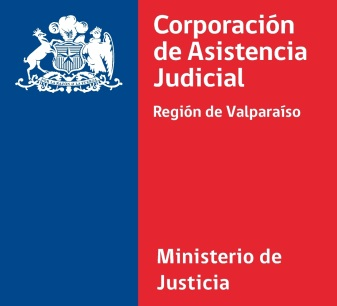 Corporación
de Asistencia
Judicial
Región de Valparaíso
Ministerio de
Justicia